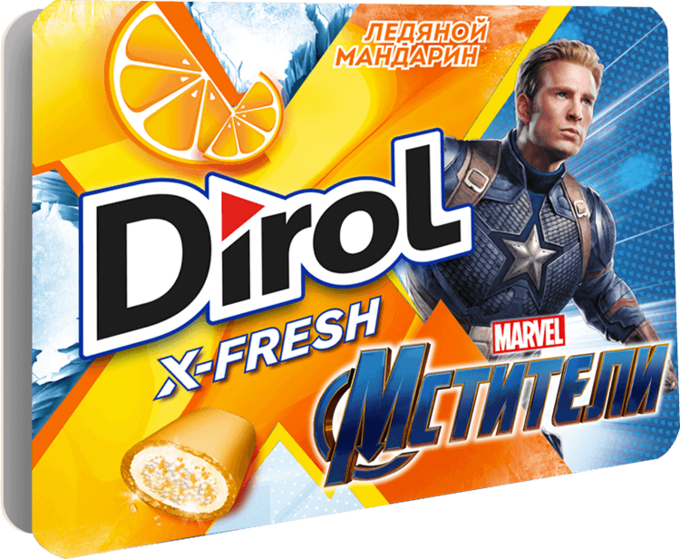 ЛЕДЯНОЙ
МАНДАРИН
Dirol
X-FRESH
MARVEL
МСТИТЕЛИ